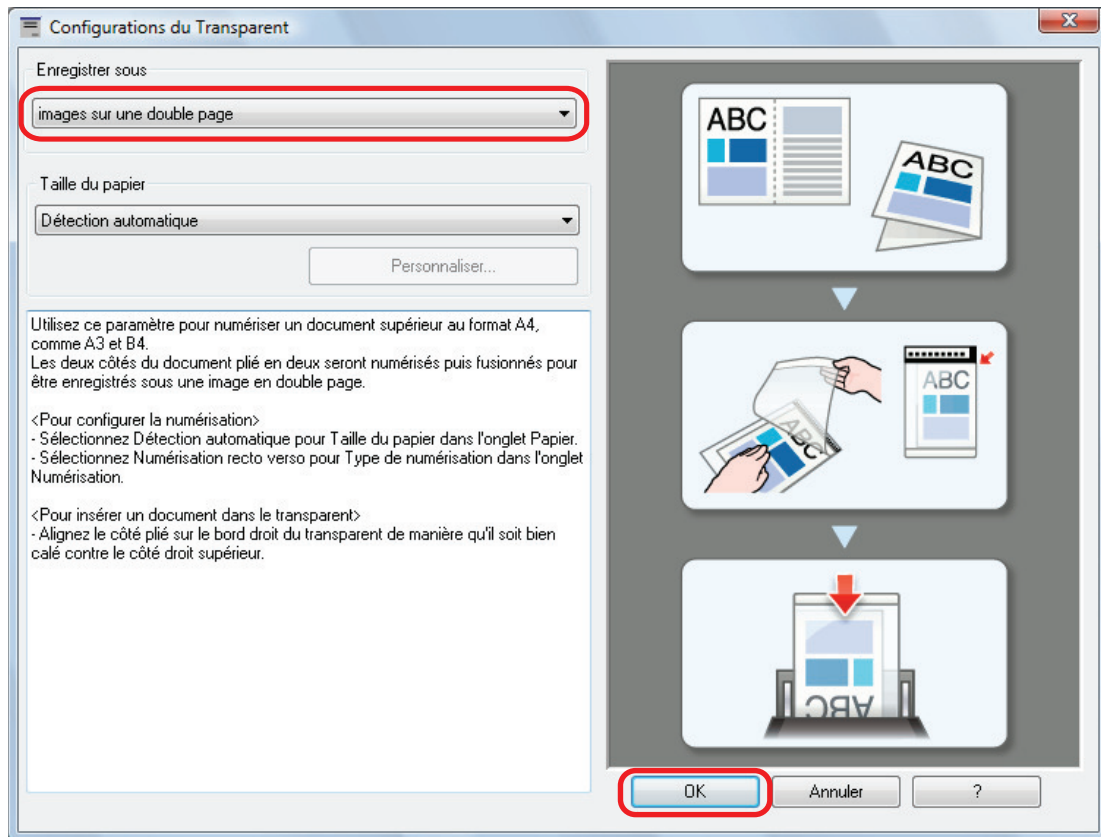 Configurations du Transparent
X
Enregistrer sous
images sur une double page
Taille du papier
Détection automatique
Personnaliser...
Utilisez ce paramètre pour numériser un document supérieur au format A4,
comme A3 et B4.
Les deux côtés du document plié en deux seront numérisés puis fusionnés pour
être enregistrés sous une image en double page.
<Pour configurer la numérisation>
- Sélectionnez Détection automatique pour Taille du papier dans l'onglet Papier.
- Sélectionnez Numérisation recto verso pour Type de numérisation dans l'onglet
Numérisation.
<Pour insérer un document dans le transparent>
- Alignez le côté plié sur le bord droit du transparent de manière qu'il soit bien
calé contre le côté droit supérieur.
ABC
ABC
ABC
ABC
ABC
OK
Annuler
?